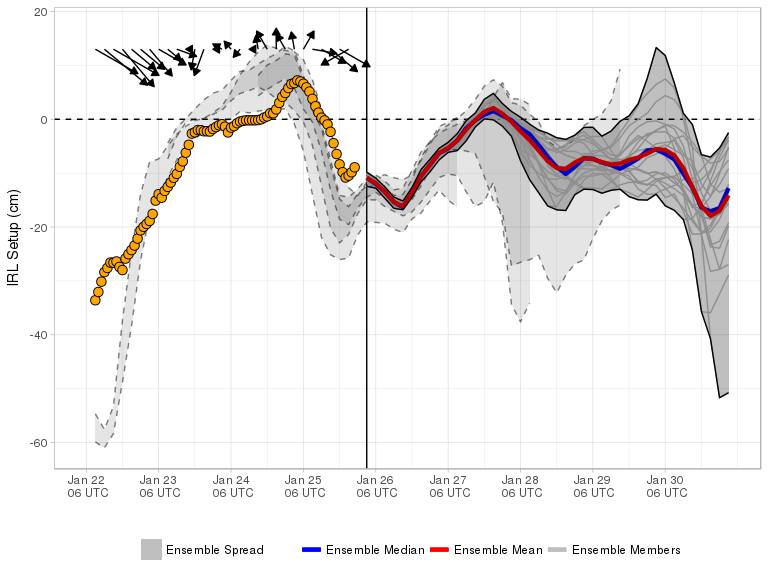 20
0
-20
-40
-60
IRL Setup (cm)
Jan 22 Jan 23 Jan 24 Jan 25 Jan 26 Jan 27 Jan 28 Jan 29 Jan 30
06 UTC 06 UTC 06 UTC 06 UTC 06 UTC 06 UTC 06 UTC 06 UTC 06 UTC
Ensemble Spread Ensemble Median Ensemble Mean Ensemble Members